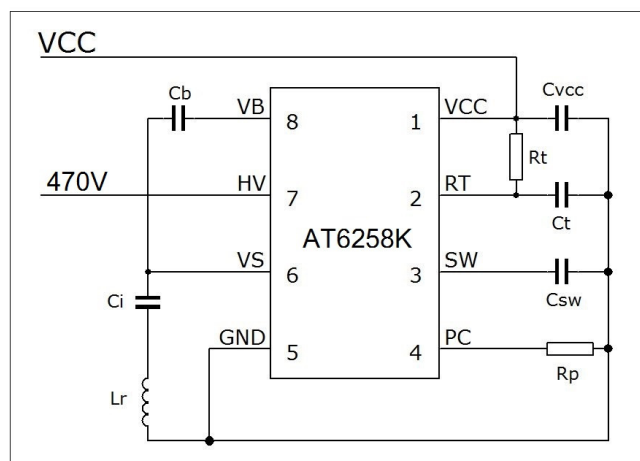 VCC
Cb
VB
8
1
VCC
Cvcc
Rt
470V
HV
7
2
RT
Ct
AT6258K
VS
6
3
SW
Csw
Ci
GND
5
4
PC
Rp
Lr